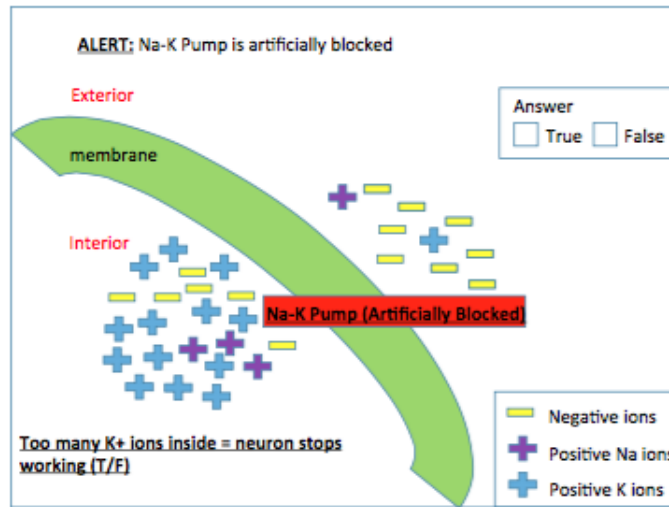 ALERT: Na-K Pump is artificially blocked
Exterior
Answer
True False
membrane
Interior
Na-K Pump (Artificially Blocked)
Too many K+ ions inside = neuron stops
working (T/F)
Negative ions
Positive Na ions
Positive K ions